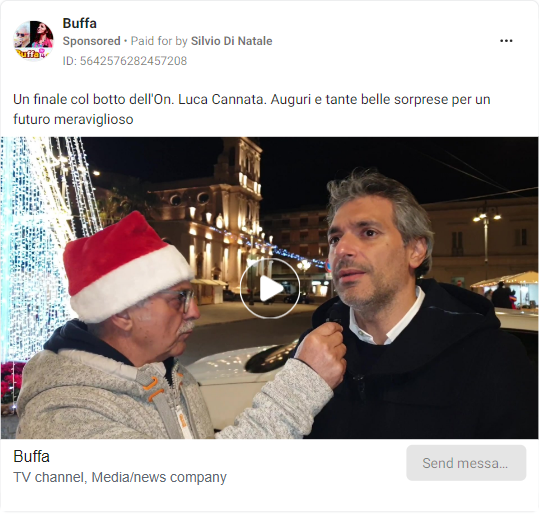 Buffa
Sponsored • Paid for by Silvio Di Natale
ID: 5642576282457208
Un finale col botto dell'On. Luca Cannata. Auguri e tante belle sorprese per un
futuro meraviglioso
Buffa
TV channel, Media/news company
Send messa...